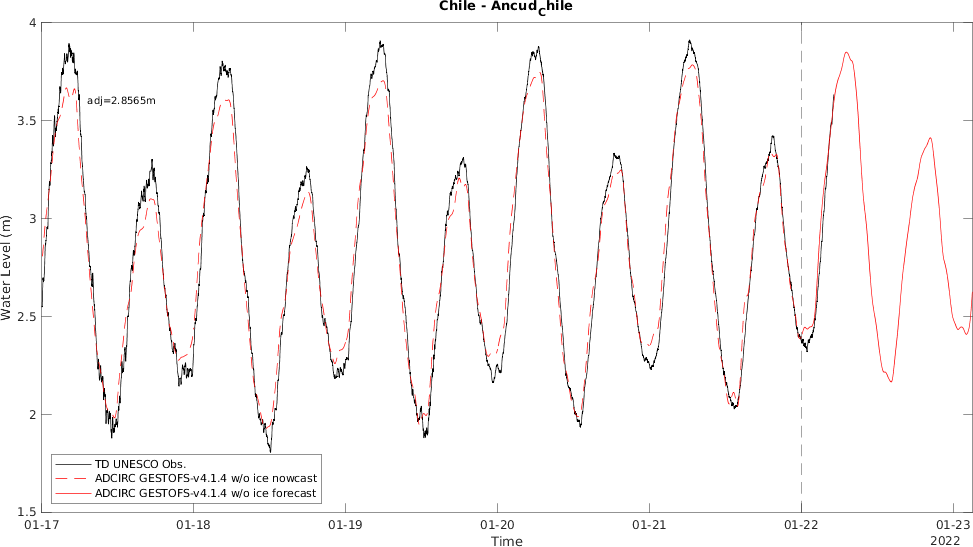 Chile - Ancud_Chile
4
3.5
3
2.5
2
1.5
Water Level (m)
adj=2.8565m
TD UNESCO Obs.
ADCIRC GESTOFS-v4.1.4 w/o ice nowcast
ADCIRC GESTOFS-v4.1.4 w/o ice forecast
01-17 01-18 01-19 01-20 01-21 01-22 01-23
Time 2022